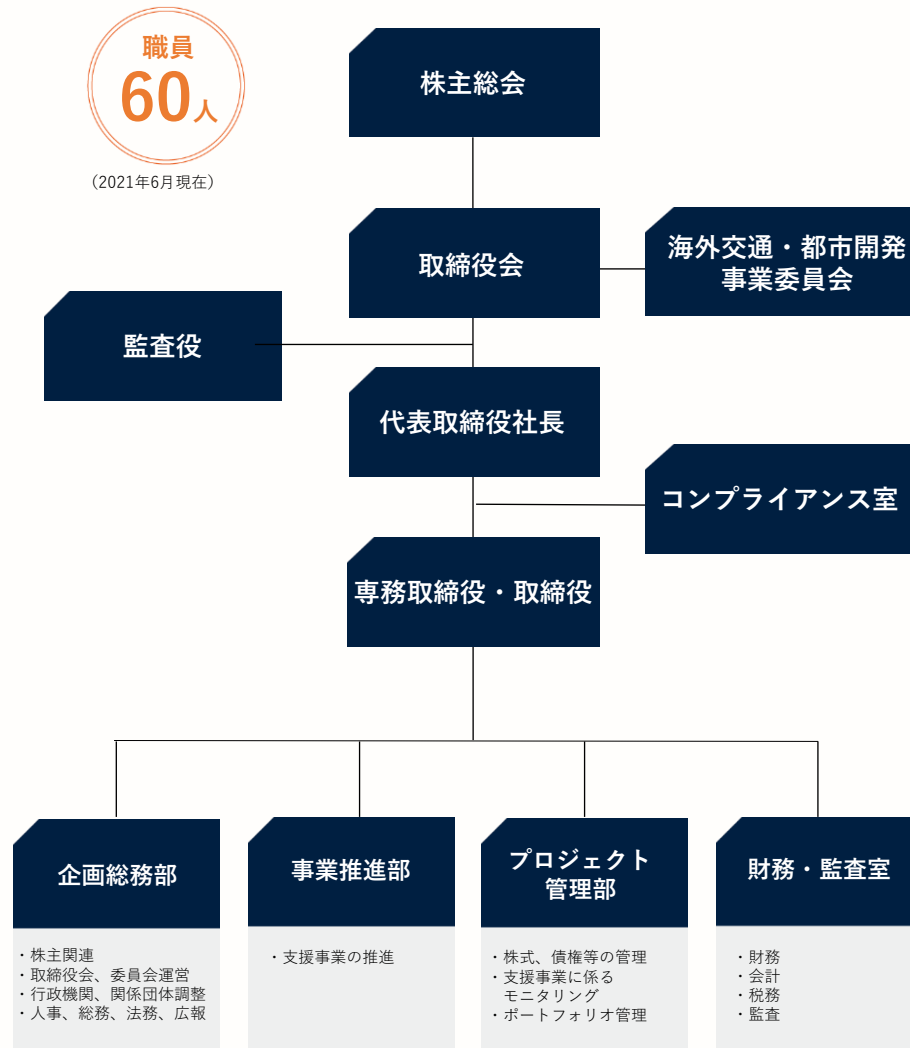 職員
60人
（2021年6月現在）
株主総会
取締役会
海外交通・都市開発
事業委員会
監査役
代表取締役社長
コンプライアンス室
専務取締役・取締役
企画総務部
・株主関連
・取締役会、委員会運営
・行政機関、関係団体調整
・人事、総務、法務、広報
事業推進部
・支援事業の推進
プロジェクト
管理部
・株式、債権等の管理
・支援事業に係る
モニタリング
・ポートフォリオ管理
財務・監査室
・財務
・会計
・税務
・監査